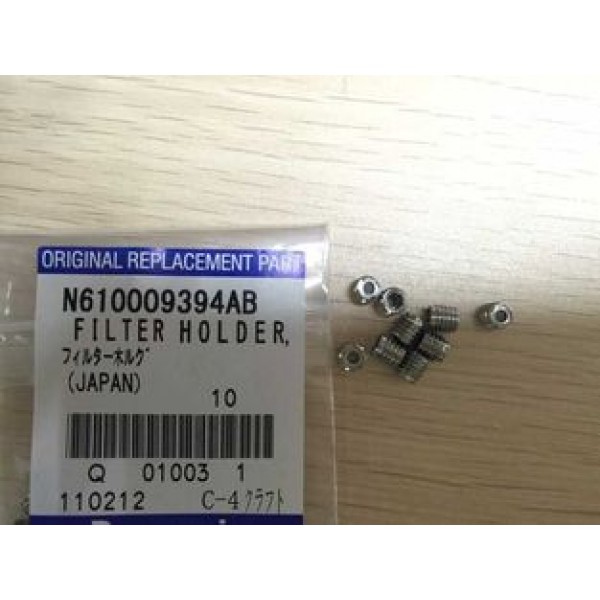 ORIGINAL REPLACEMENT PART
N610009394AB
FILTER HOLDER,
フィルターホルダ
(JAPAN)
10
Q 01003 1
110212 C-4クラフト